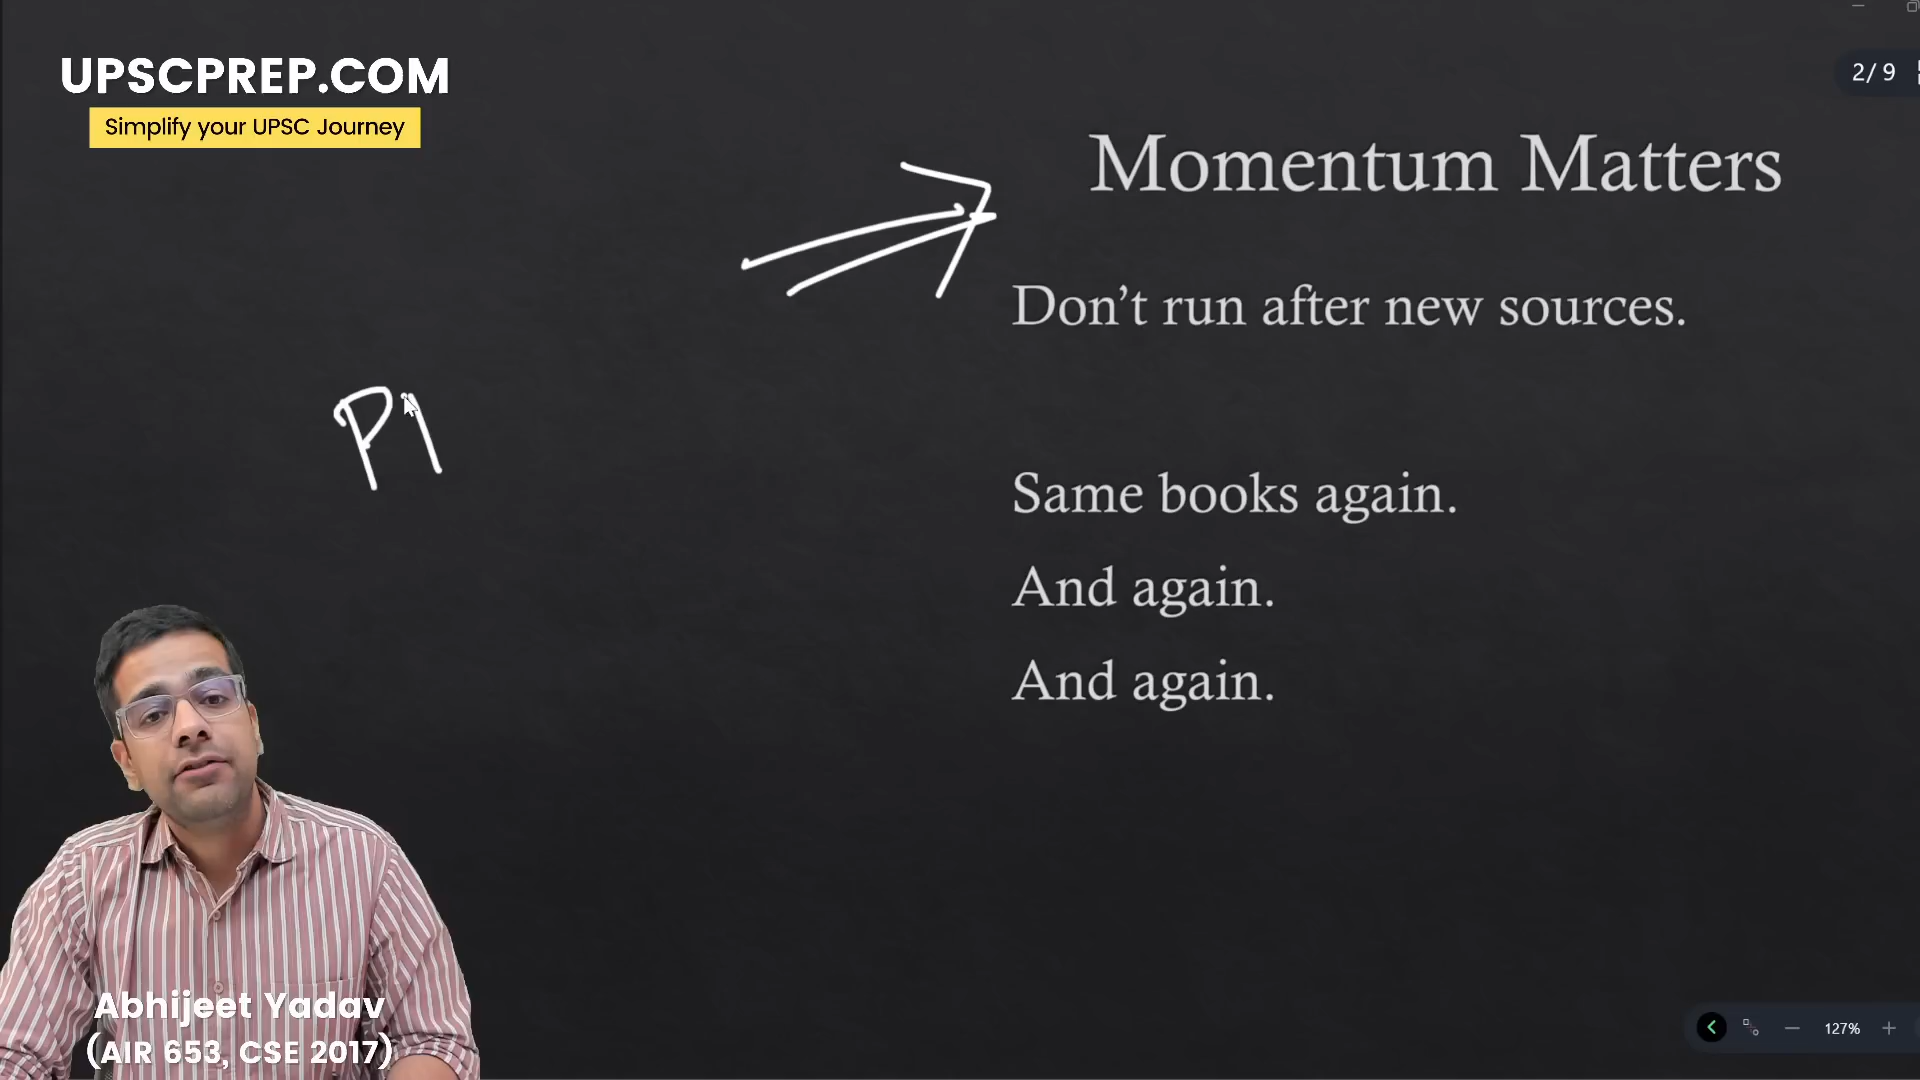 UPSCPREP.COM
Simplify your UPSC Journey
2/9
Momentum Matters
Don’t run after new sources.
P1
Same books again.
And again.
And again.
Abhijeet Yadav
(AIR 653, CSE 2017)
127%